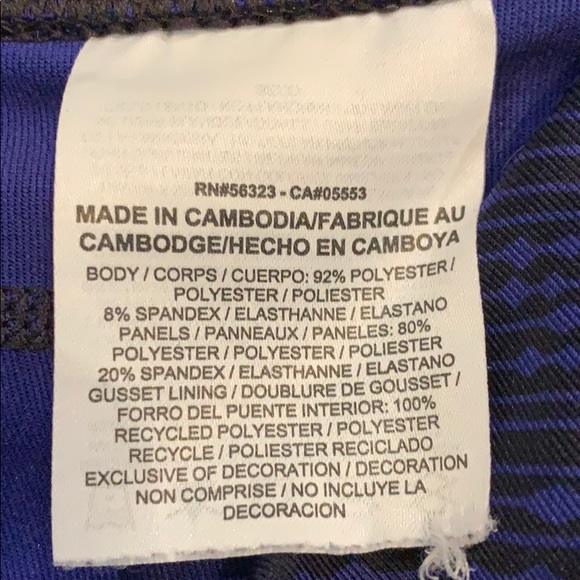 RN#56323 - CA#05553
MADE IN CAMBODIA/FABRIQUE AU
CAMBODGE/HECHO EN CAMBOYA
BODY / CORPS / CUERPO: 92% POLYESTER /
POLYESTER / POLIESTER
8% SPANDEX / ELASTHANNE / ELASTANO
PANELS / PANNEAUX / PANELES: 80%
POLYESTER / POLYESTER / POLIESTER
20% SPANDEX / ELASTHANNE / ELASTANO
GUSSET LINING / DOUBLURE DE GOUSSET /
FORRO DEL PUENTE INTERIOR: 100%
RECYCLED POLYESTER / POLYESTER
RECYCLE / POLIESTER RECICLADO
EXCLUSIVE OF DECORATION / DECORATION
NON COMPRISE / NO INCLUYE LA
DECORACION